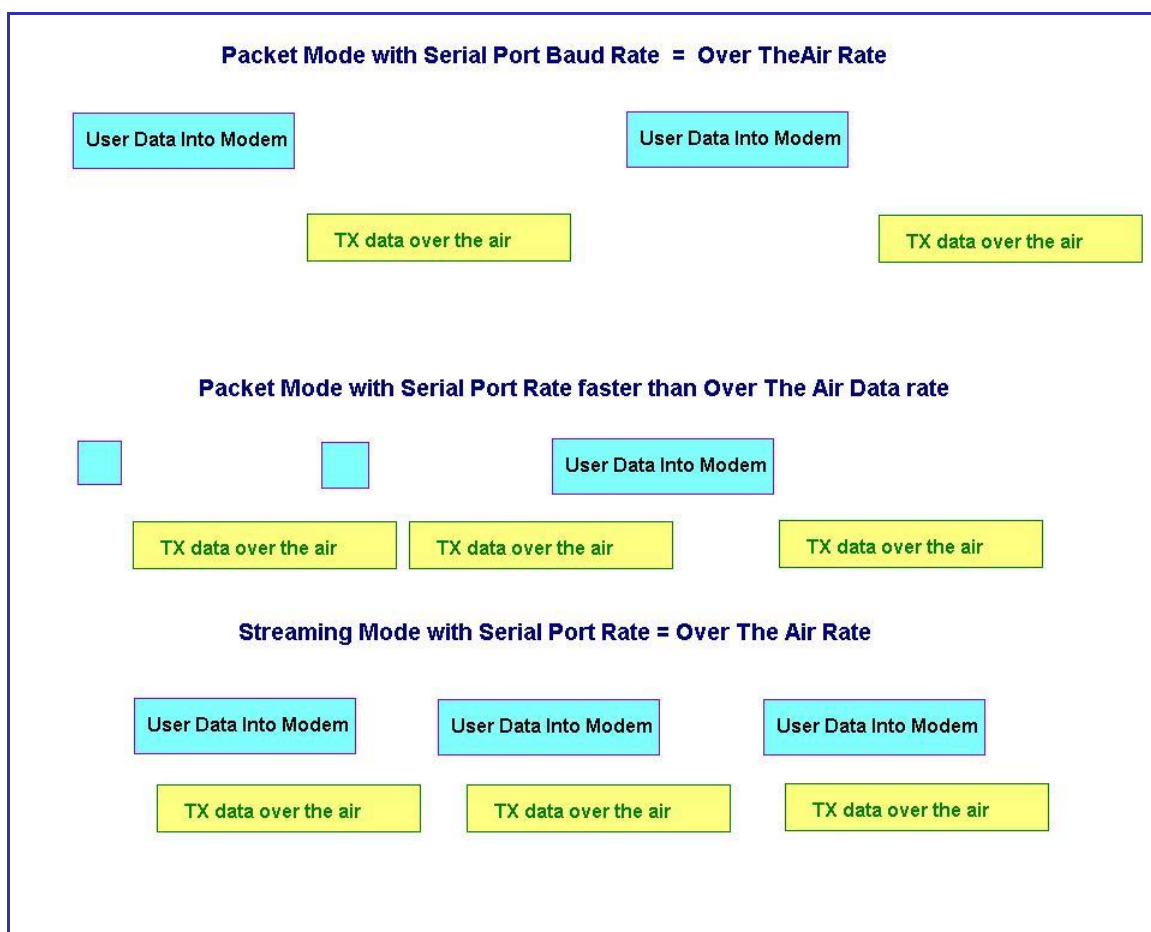 Packet Mode with Serial Port Baud Rate = Over TheAir Rate
User Data Into Modem
User Data Into Modem
TX data over the air
TX data over the air
Packet Mode with Serial Port Rate faster than Over The Air Data rate
User Data Into Modem
TX data over the air
TX data over the air
TX data over the air
Streaming Mode with Serial Port Rate = Over The Air Rate
User Data Into Modem
User Data Into Modem
User Data Into Modem
TX data over the air
TX data over the air
TX data over the air